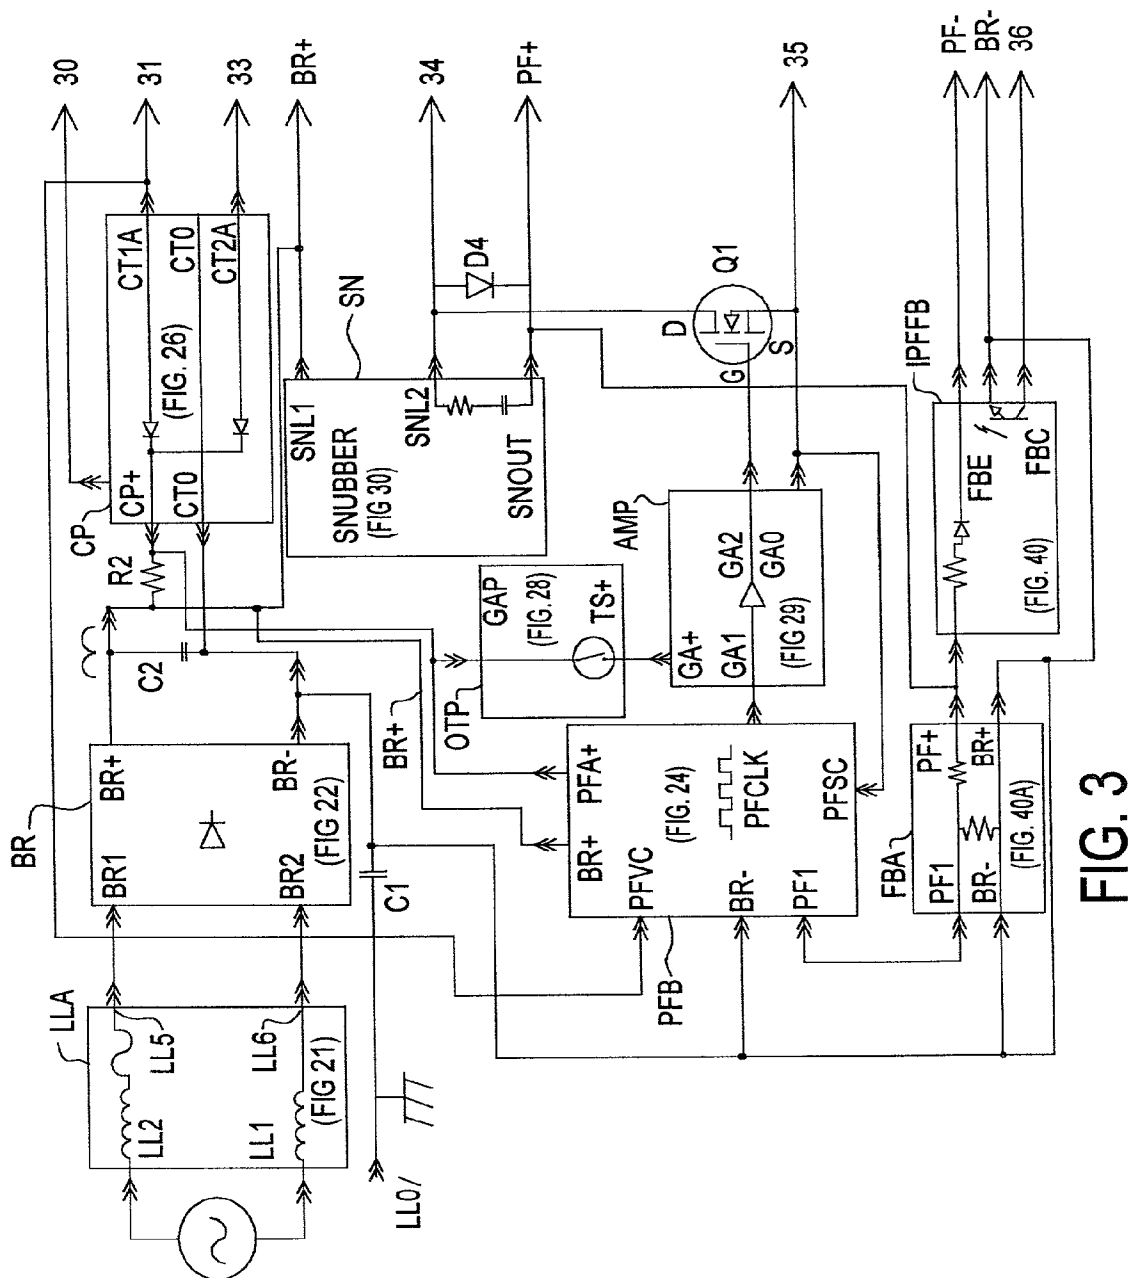 30
31
33
BR+
34
PF+
35
PF-
BR-
36
CT1A
CT0
CT2A
(FIG. 26)
CP+
CT0
CP
R2
C2
SN
SNL1
SNL2
SNUBBER
(FIG 30)
SNOUT
D4
Q1
D
S
G
IPFFB
FBE
FBC
(FIG. 40)
AMP
GA2
GA0
GA+
GA1
(FIG 29)
GAP
(FIG. 28)
TS+
OTP
BR+
BR
BR+
BR-
BR1
BR2
(FIG 22)
C1
BR+
PFA+
(FIG. 24)
PFCLK
PFVC
BR-
PF1
PFSC
PFB
FBA
PF+
BR+
PF1
BR-
(FIG. 40A)
LLA
LL5
LL6
LL2
LL1
(FIG 21)
LL0/
FIG. 3